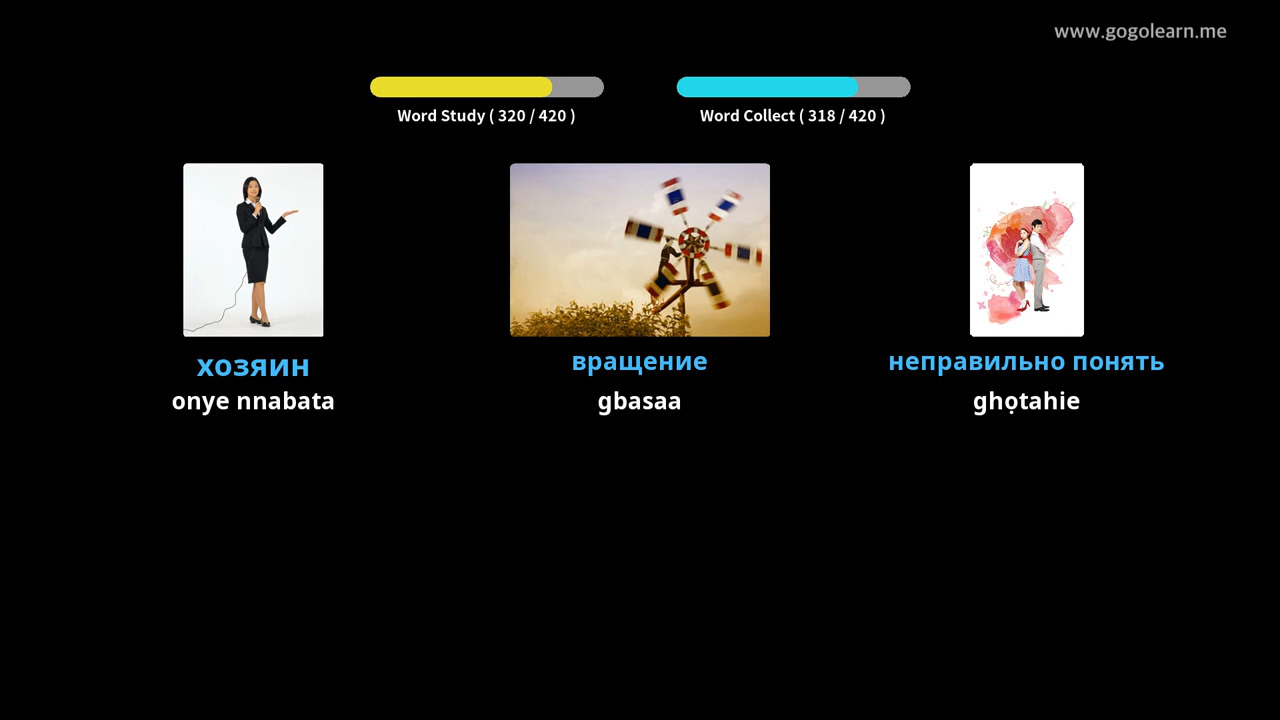 www.gogolearn.me
Word Study ( 320 / 420 )
Word Collect ( 318 / 420 )
хозяин
вращение
неправильно понять
onye nnabata
gbasaa
ghọtahie